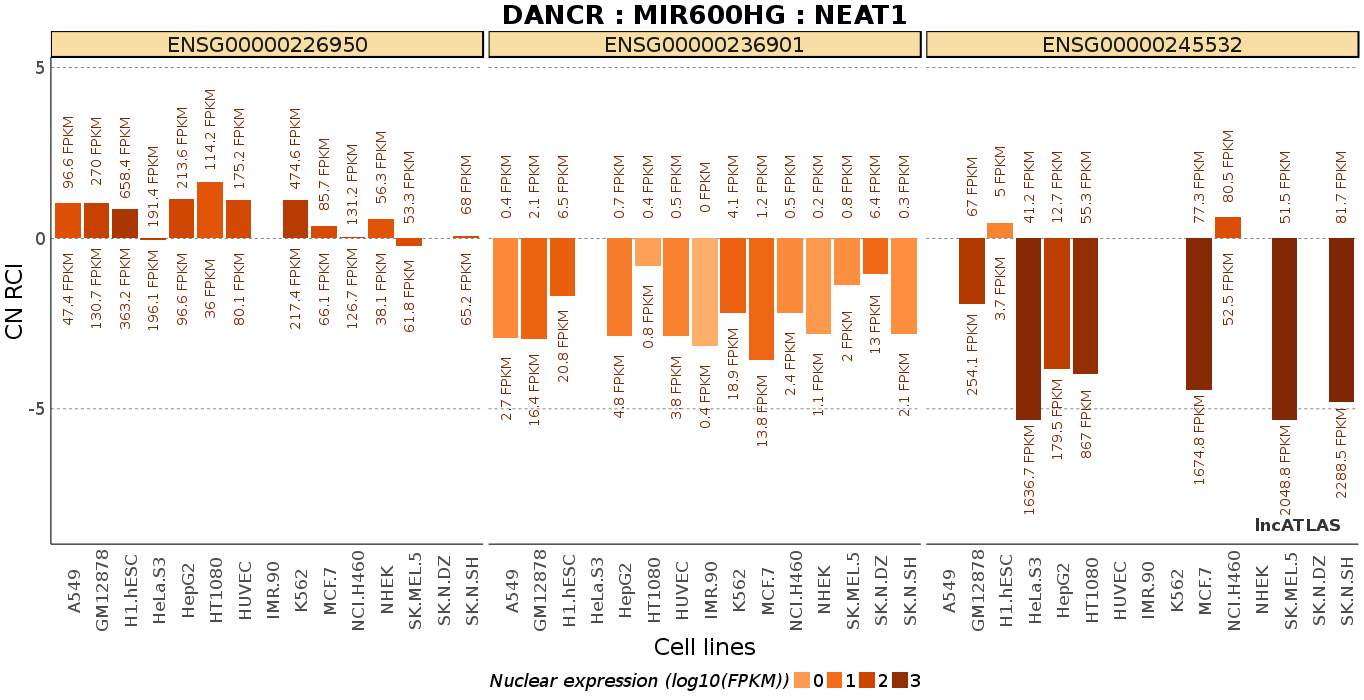 DANCR : MIR600HG : NEAT1
ENSG00000226950
ENSG00000236901
ENSG00000245532
CN RCI
5
0
-5
96.6 FPKM
270 FPKM
658.4 FPKM
191.4 FPKM
213.6 FPKM
114.2 FPKM
175.2 FPKM
474.6 FPKM
85.7 FPKM
131.2 FPKM
56.3 FPKM
53.3 FPKM
68 FPKM
47.4 FPKM
130.7 FPKM
363.2 FPKM
196.1 FPKM
96.6 FPKM
36 FPKM
80.1 FPKM
217.4 FPKM
66.1 FPKM
126.7 FPKM
38.1 FPKM
61.8 FPKM
65.2 FPKM
0.4 FPKM
2.1 FPKM
6.5 FPKM
0.7 FPKM
0.4 FPKM
0.5 FPKM
0 FPKM
4.1 FPKM
1.2 FPKM
0.5 FPKM
0.2 FPKM
0.8 FPKM
6.4 FPKM
0.3 FPKM
2.7 FPKM
16.4 FPKM
20.8 FPKM
4.8 FPKM
0.8 FPKM
3.8 FPKM
0.4 FPKM
18.9 FPKM
13.8 FPKM
2.4 FPKM
1.1 FPKM
2 FPKM
13 FPKM
2.1 FPKM
67 FPKM
5 FPKM
41.2 FPKM
12.7 FPKM
55.3 FPKM
77.3 FPKM
80.5 FPKM
51.5 FPKM
81.7 FPKM
254.1 FPKM
3.7 FPKM
1636.7 FPKM
179.5 FPKM
867 FPKM
1674.8 FPKM
52.5 FPKM
2048.8 FPKM
2288.5 FPKM
lncATLAS
A549
GM12878
H1.hESC
HeLa.S3
HepG2
HT1080
HUVEC
IMR.90
K562
MCF.7
NCI.H460
NHEK
SK.MEL.5
SK.N.DZ
SK.N.SH
A549
GM12878
H1.hESC
HeLa.S3
HepG2
HT1080
HUVEC
IMR.90
K562
MCF.7
NCI.H460
NHEK
SK.MEL.5
SK.N.DZ
SK.N.SH
A549
GM12878
H1.hESC
HeLa.S3
HepG2
HT1080
HUVEC
IMR.90
K562
MCF.7
NCI.H460
NHEK
SK.MEL.5
SK.N.DZ
SK.N.SH
Cell lines
Nuclear expression (log10(FPKM)) 0 1 2 3